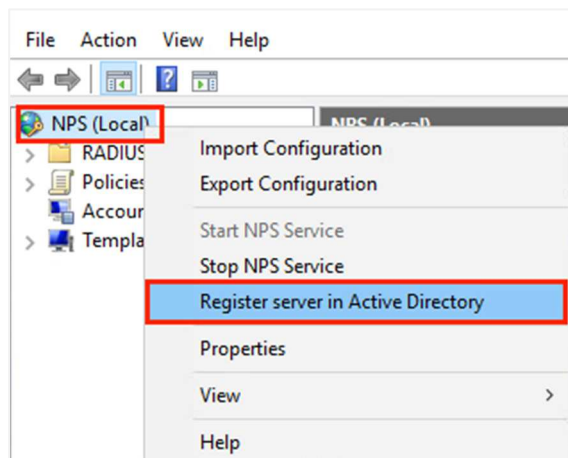 File Action View Help
NPS (Local)
NPS (Local)
RADIUS
Policies
Accour
Templa
Import Configuration
Export Configuration
Start NPS Service
Stop NPS Service
Register server in Active Directory
Properties
View
Help